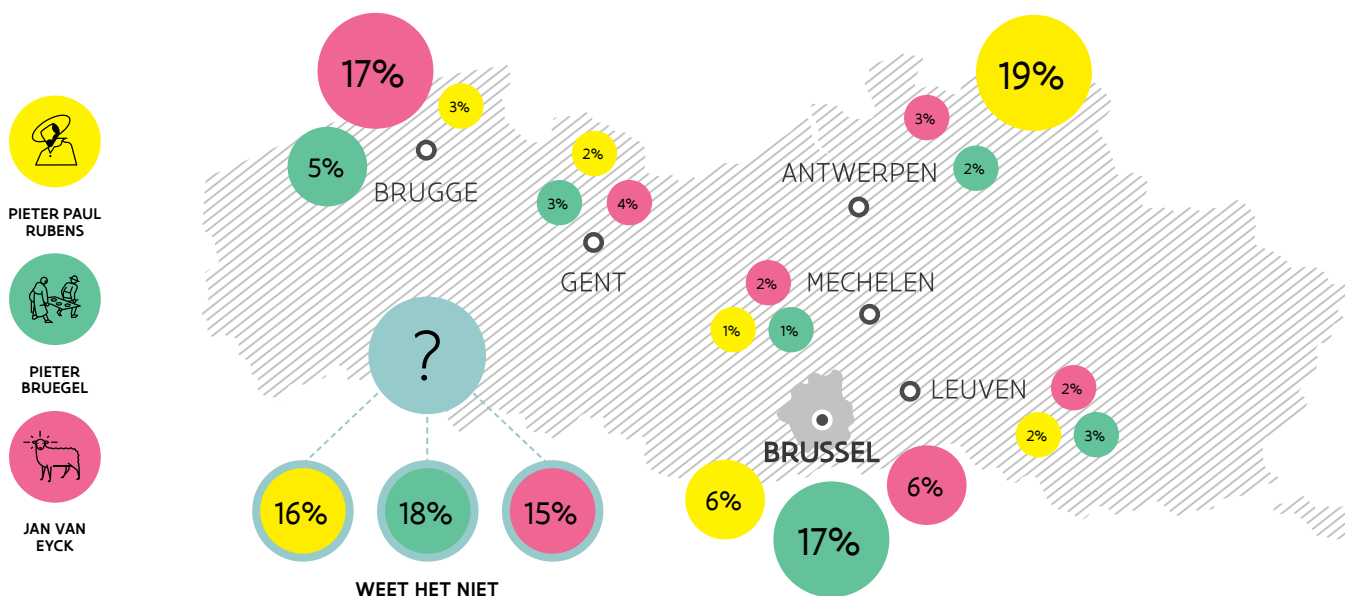 PIETER PAUL
RUBENS
PIETER
BRUEGEL
JAN VAN
EYCK
17%
3%
5%
BRUGGE
2%
3%
4%
GENT
19%
3%
2%
ANTWERPEN
2%
1%
1%
MECHELEN
LEUVEN
2%
2%
3%
BRUSSEL
6%
17%
6%
?
16%
18%
15%
WEET HET NIET